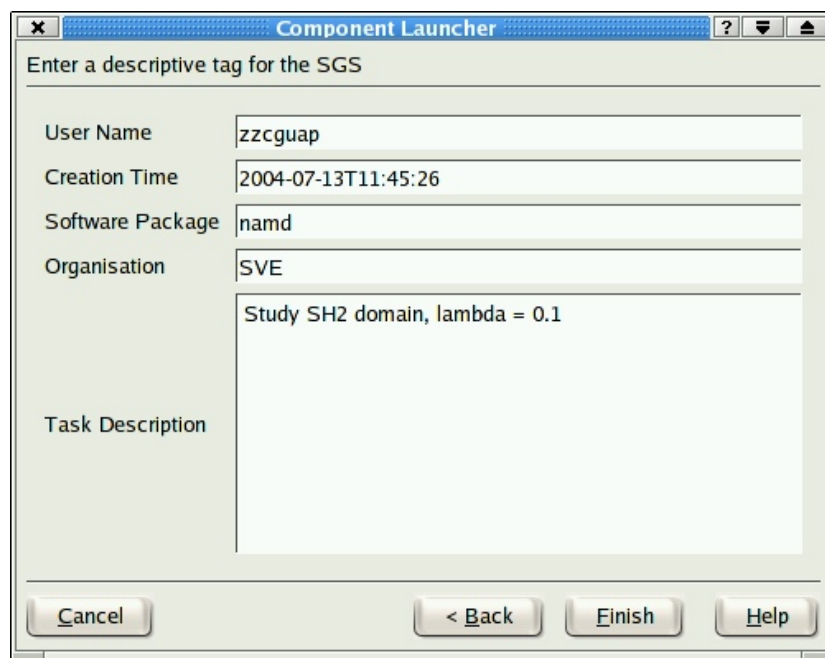 Component Launcher ?
Enter a descriptive tag for the SGS
User Name zzcguap
Creation Time 2004-07-13T11:45:26
Software Package namd
Organisation SVE
Study SH2 domain, lambda = 0.1
Task Description
Cancel < Back Finish Help